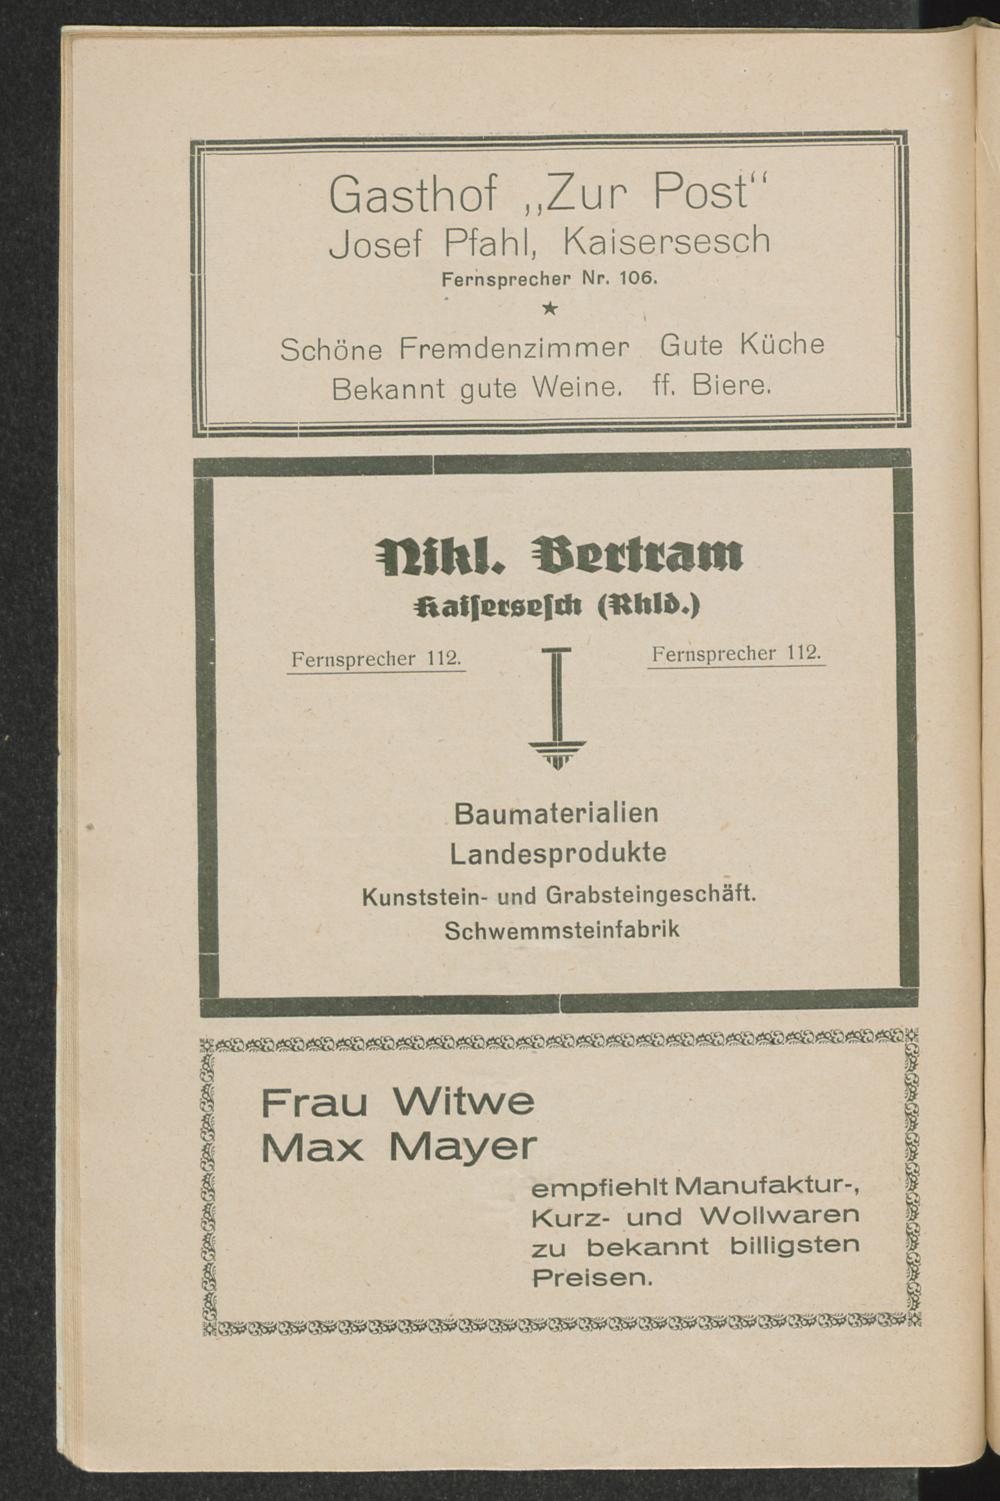 Gasthof „Zur Post“
Josef Pfahl, Kaisersesch
Fernsprecher Nr. 106.
Schöne Fremdenzimmer Gute Küche
Bekannt gute Weine. ff. Biere.
Nikl. Bertram
Kaiſersesſch (Rhld.)
Fernsprecher 112. Fernsprecher 112.
Baumaterialien
Landesprodukte
Kunststein- und Grabsteingeschäft.
Schwemmsteinfabrik
Frau Witwe
Max Mayer
empfiehlt Manufaktur-,
Kurz- und Wollwaren
zu bekannt billigsten
Preisen.